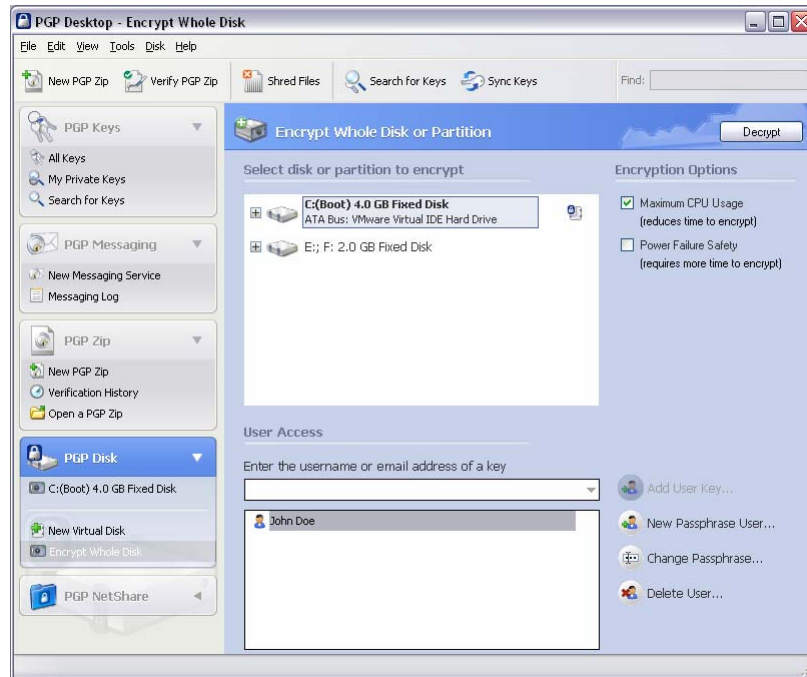 PGP Desktop - Encrypt Whole Disk
File Edit View Tools Disk Help
New PGP Zip Verify PGP Zip Shred Files Search for Keys Sync Keys Find:
PGP Keys
All Keys
My Private Keys
Search for Keys
PGP Messaging
New Messaging Service
Messaging Log
PGP Zip
New PGP Zip
Verification History
Open a PGP Zip
PGP Disk
C:(Boot) 4.0 GB Fixed Disk
New Virtual Disk
Encrypt Whole Disk
PGP NetShare
Encrypt Whole Disk or Partition
Decrypt
Select disk or partition to encrypt
C:(Boot) 4.0 GB Fixed Disk
ATA Bus: VMware Virtual IDE Hard Drive
E:; F: 2.0 GB Fixed Disk
Encryption Options
Maximum CPU Usage
(reduces time to encrypt)
Power Failure Safety
(requires more time to encrypt)
User Access
Enter the username or email address of a key
John Doe
Add User Key...
New Passphrase User...
Change Passphrase...
Delete User...